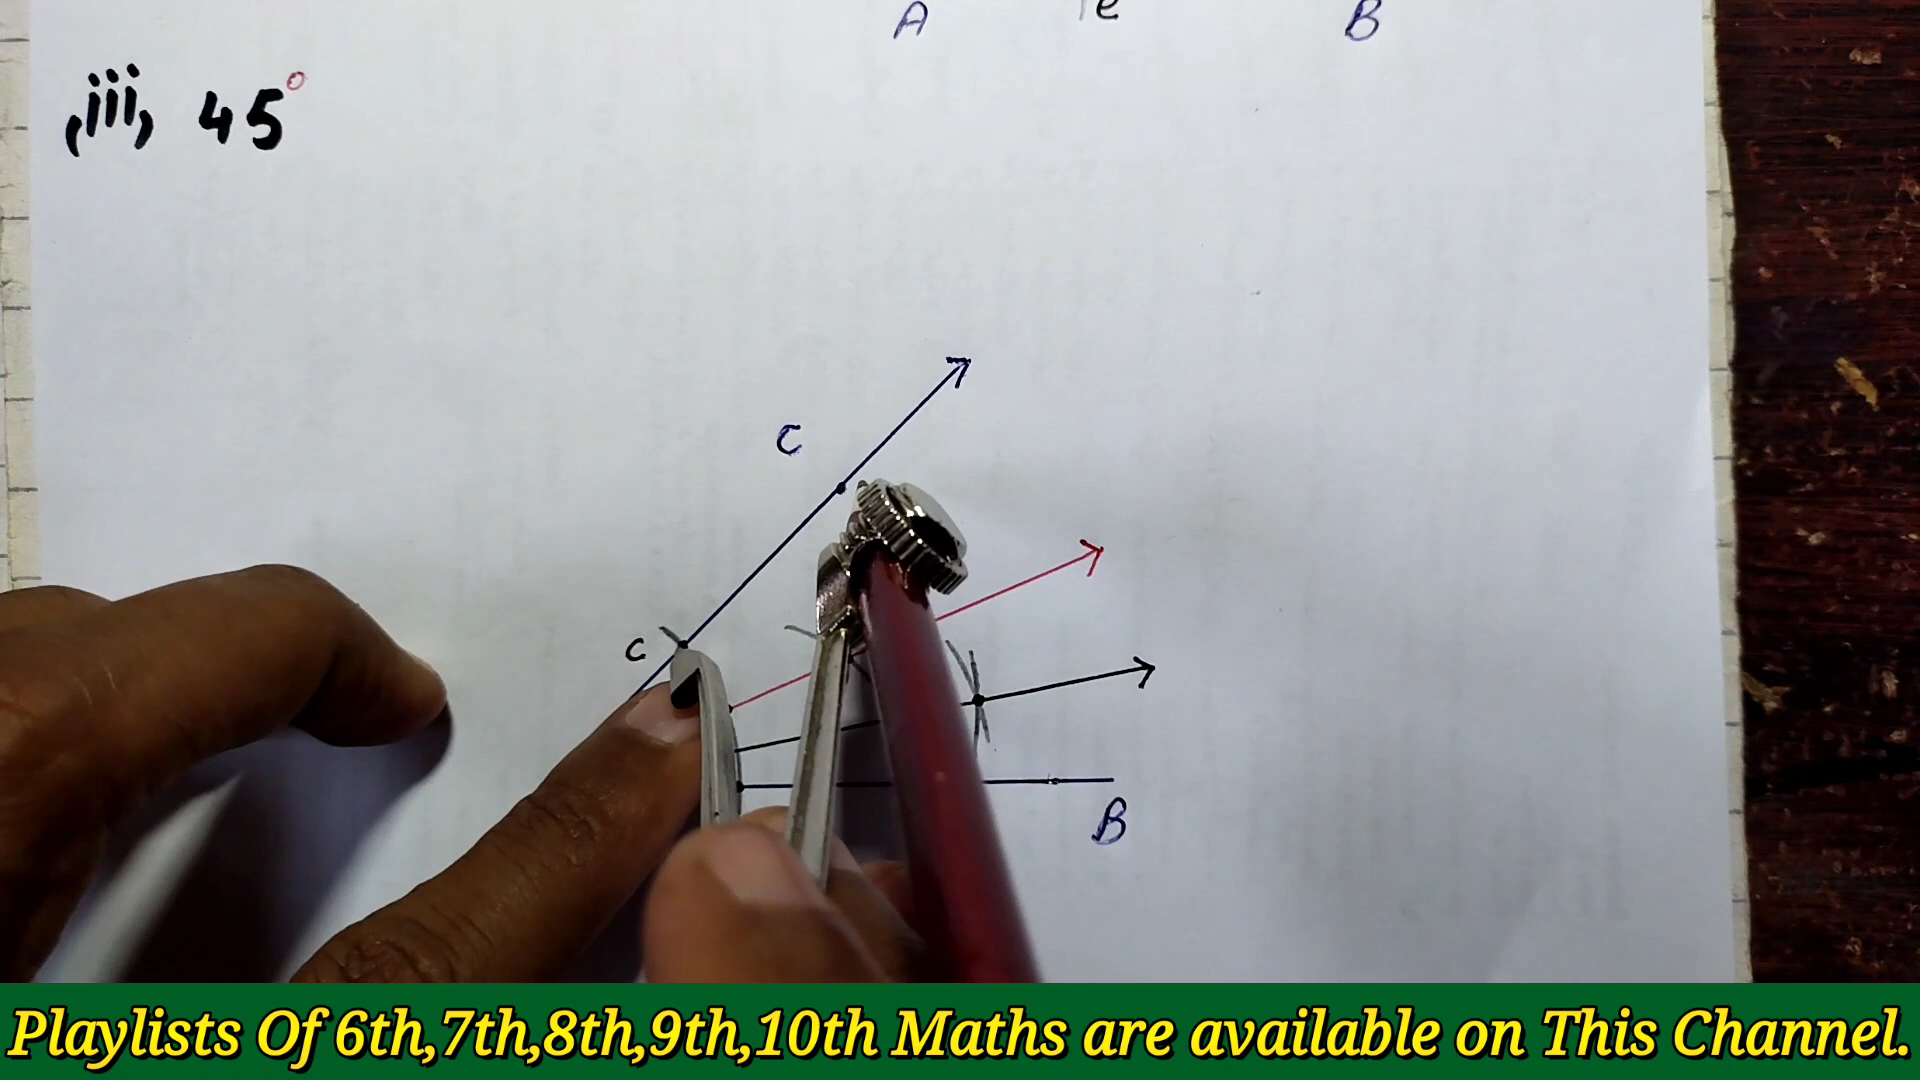 A e B
(iii) 45°
C
C
B
Playlists Of 6th,7th,8th,9th,10th Maths are available on This Channel.